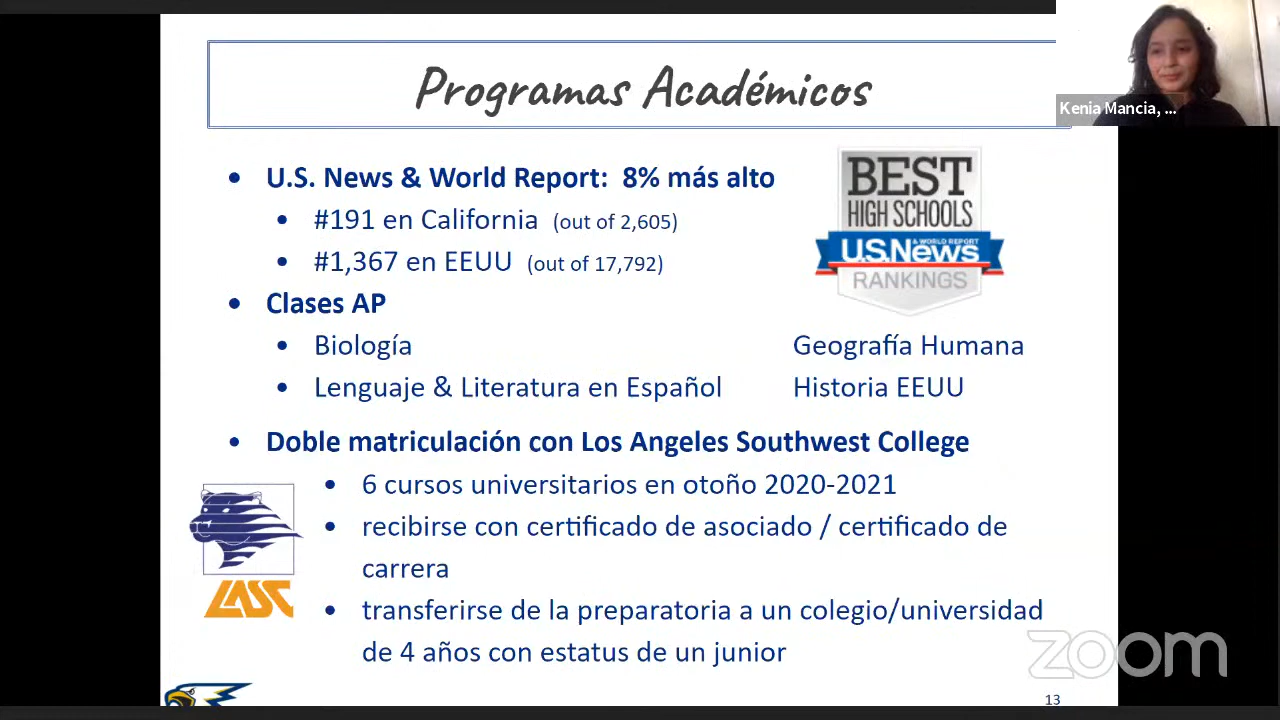 Programas Académicos
Kenia Mancia, ...
U.S. News & World Report: 8% más alto
#191 en California (out of 2,605)
#1,367 en EEUU (out of 17,792)
BEST
HIGH SCHOOLS
U.S.News & WORLD REPORT
RANKINGS
Clases AP
Biología
Geografía Humana
Lenguaje & Literatura en Español
Historia EEUU
Doble matriculación con Los Angeles Southwest College
6 cursos universitarios en otoño 2020-2021
recibirse con certificado de asociado / certificado de
carrera
transferirse de la preparatoria a un colegio/universidad
de 4 años con estatus de un junior
LASC
zoom
13